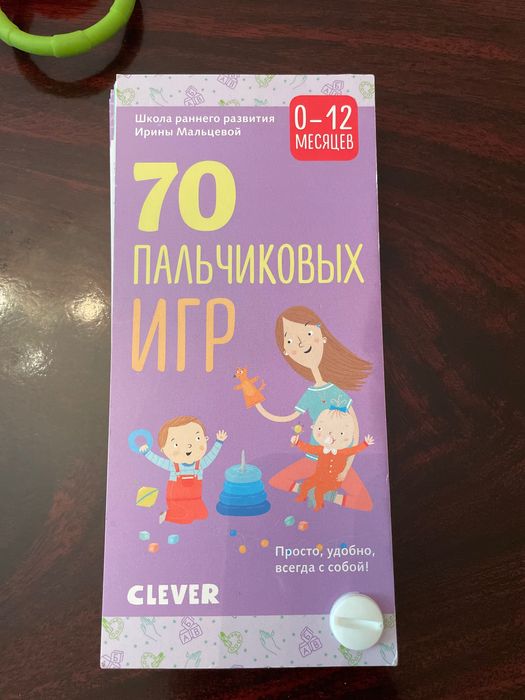 Школа раннего развития
Ирины Мальцевой
0–12
МЕСЯЦЕВ
70
ПАЛЬЧИКОВЫХ
ИГР
Просто, удобно,
всегда с собой!
CLEVER